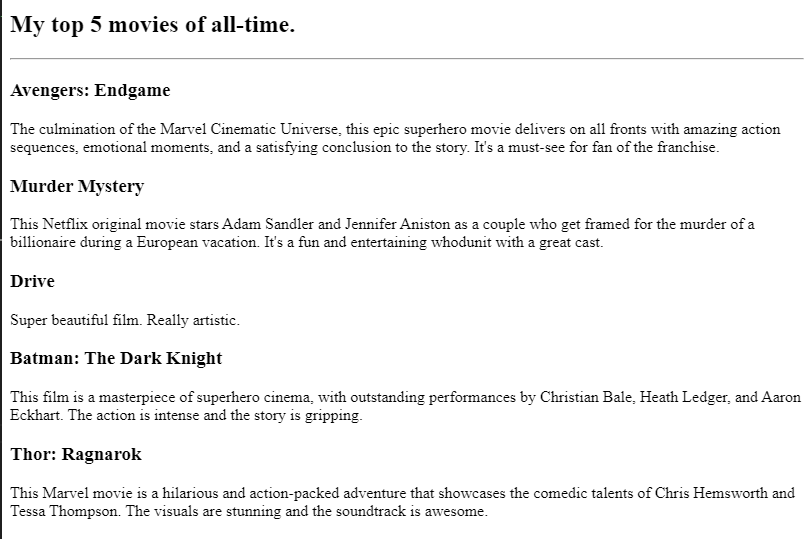 My top 5 movies of all-time.
Avengers: Endgame
The culmination of the Marvel Cinematic Universe, this epic superhero movie delivers on all fronts with amazing action
sequences, emotional moments, and a satisfying conclusion to the story. It's a must-see for fan of the franchise.
Murder Mystery
This Netflix original movie stars Adam Sandler and Jennifer Aniston as a couple who get framed for the murder of a
billionaire during a European vacation. It's a fun and entertaining whodunit with a great cast.
Drive
Super beautiful film. Really artistic.
Batman: The Dark Knight
This film is a masterpiece of superhero cinema, with outstanding performances by Christian Bale, Heath Ledger, and Aaron
Eckhart. The action is intense and the story is gripping.
Thor: Ragnarok
This Marvel movie is a hilarious and action-packed adventure that showcases the comedic talents of Chris Hemsworth and
Tessa Thompson. The visuals are stunning and the soundtrack is awesome.